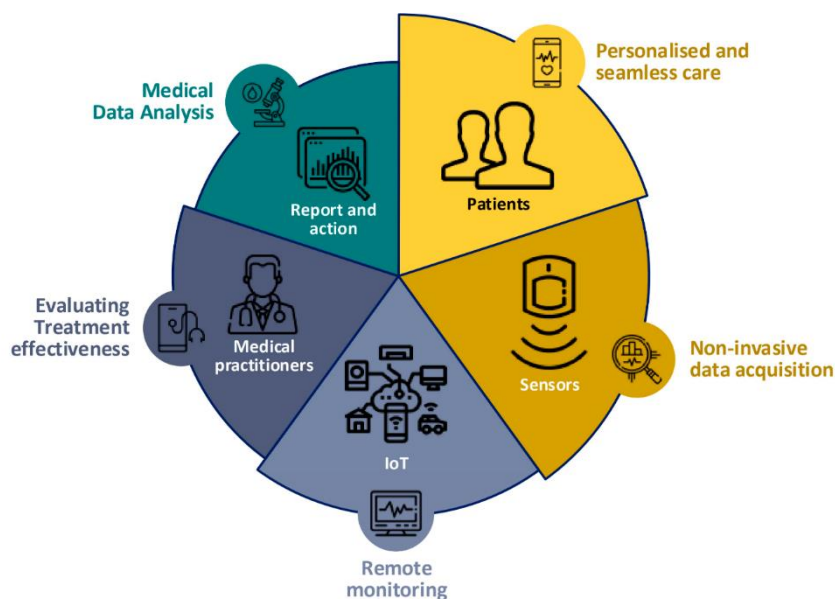 Personalised and
seamless care
Patients
Non-invasive
data acquisition
Sensors
IoT
Remote
monitoring
Evaluating
Treatment
effectiveness
Medical
practitioners
Medical
Data Analysis
Report and
action